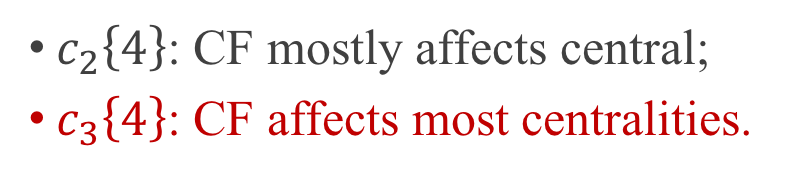 • c₂{4}: CF mostly affects central;
• c₃{4}: CF affects most centralities.